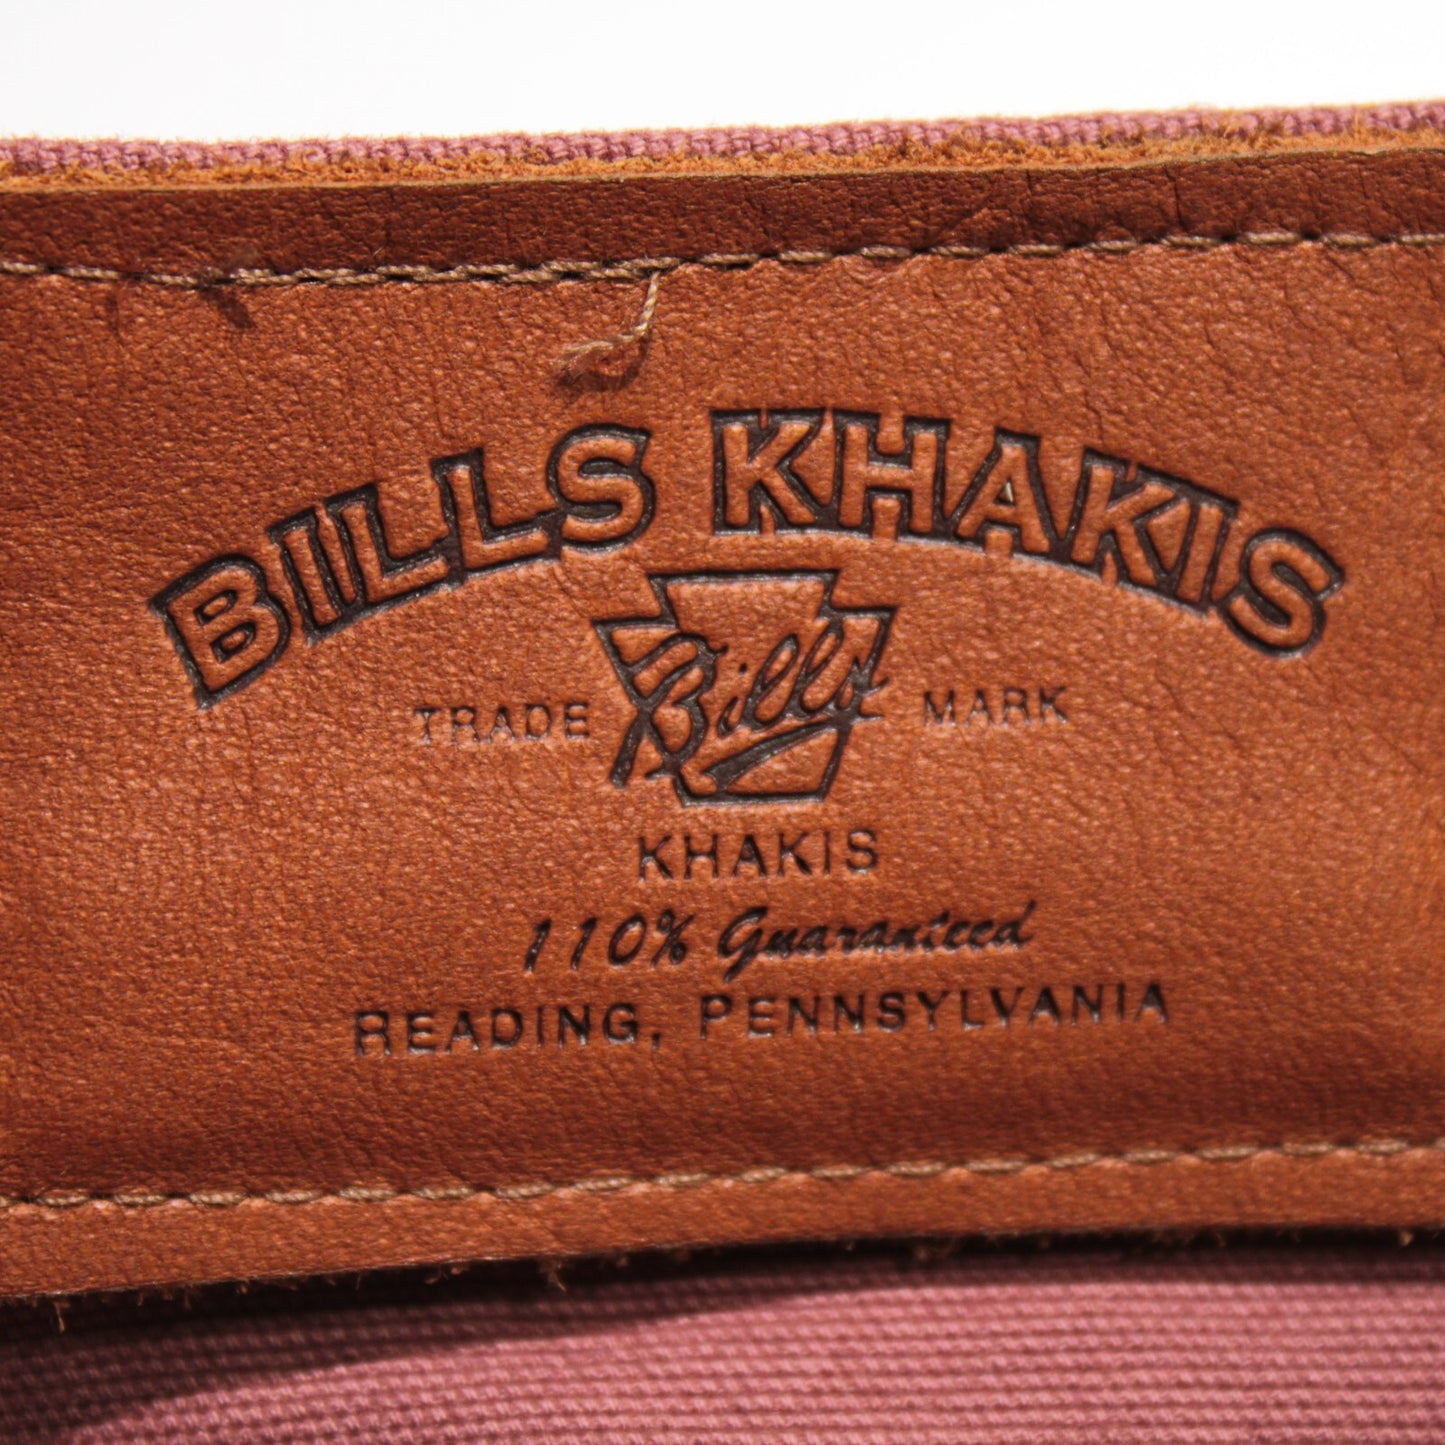 BILLS KHAKIS
TRADE Bills MARK
KHAKIS
110% Guaranteed
READING, PENNSYLVANIA